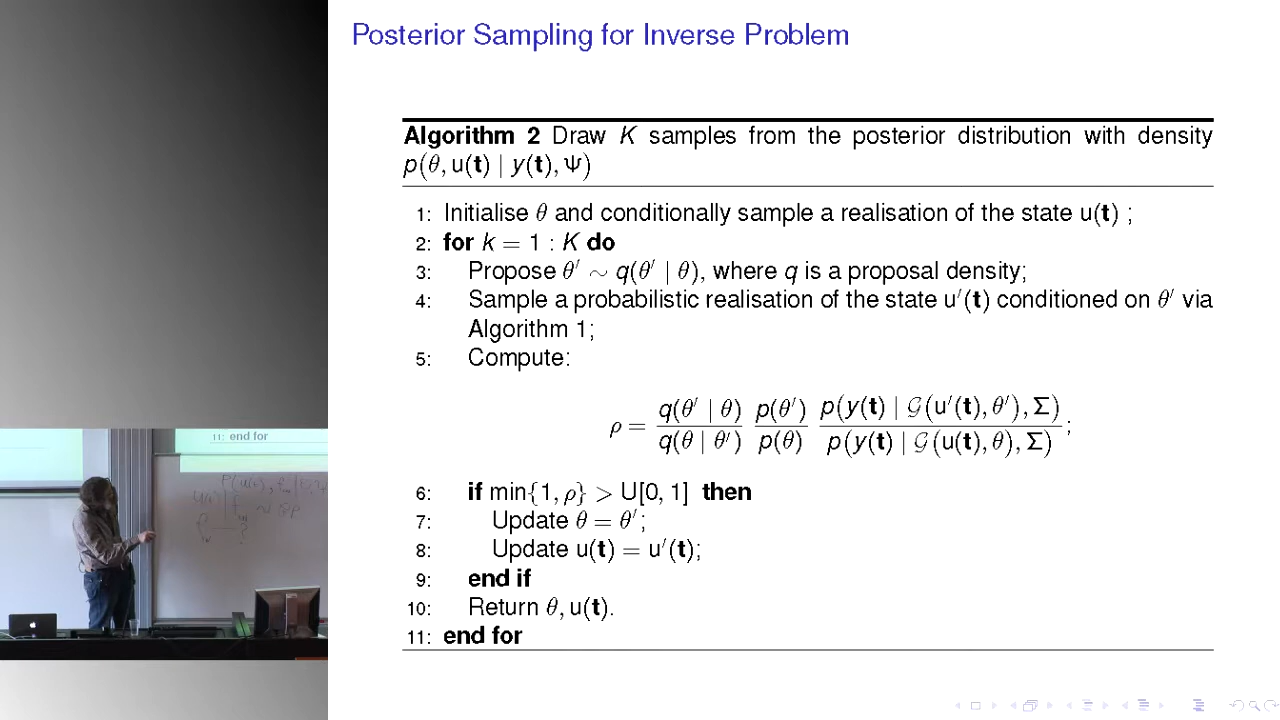 Posterior Sampling for Inverse Problem
Algorithm 2 Draw K samples from the posterior distribution with density
p(θ, u(t) | y(t), Ψ)
1: Initialise θ and conditionally sample a realisation of the state u(t) ;
2: for k = 1 : K do
3: Propose θ′ ∼ q(θ′ | θ), where q is a proposal density;
4: Sample a probabilistic realisation of the state u′(t) conditioned on θ′ via
Algorithm 1;
5: Compute:
ρ = q(θ′ | θ) / q(θ | θ′) p(θ′) / p(θ) p(y(t) | 𝒢(u′(t), θ′), Σ) / p(y(t) | 𝒢(u(t), θ), Σ) ;
6: if min{1, ρ} > U[0, 1] then
7: Update θ = θ′;
8: Update u(t) = u′(t);
9: end if
10: Return θ, u(t).
11: end for
11: end for